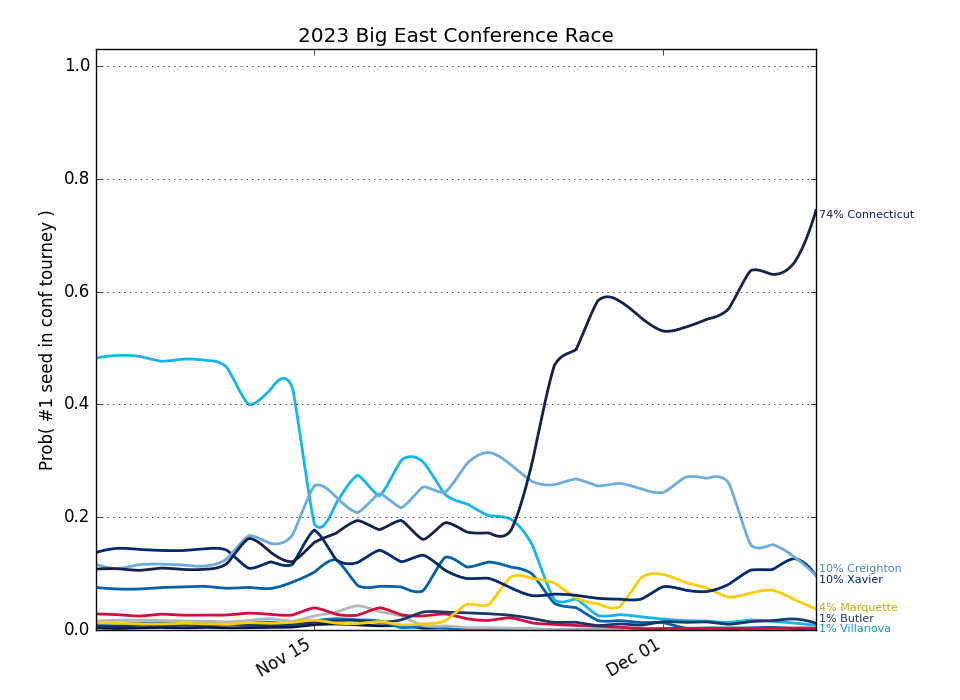 2023 Big East Conference Race
Prob( #1 seed in conf tourney )
1.0
0.8
0.6
0.4
0.2
0.0
Nov 15
Dec 01
74% Connecticut
10% Creighton
10% Xavier
4% Marquette
1% Butler
1% Villanova